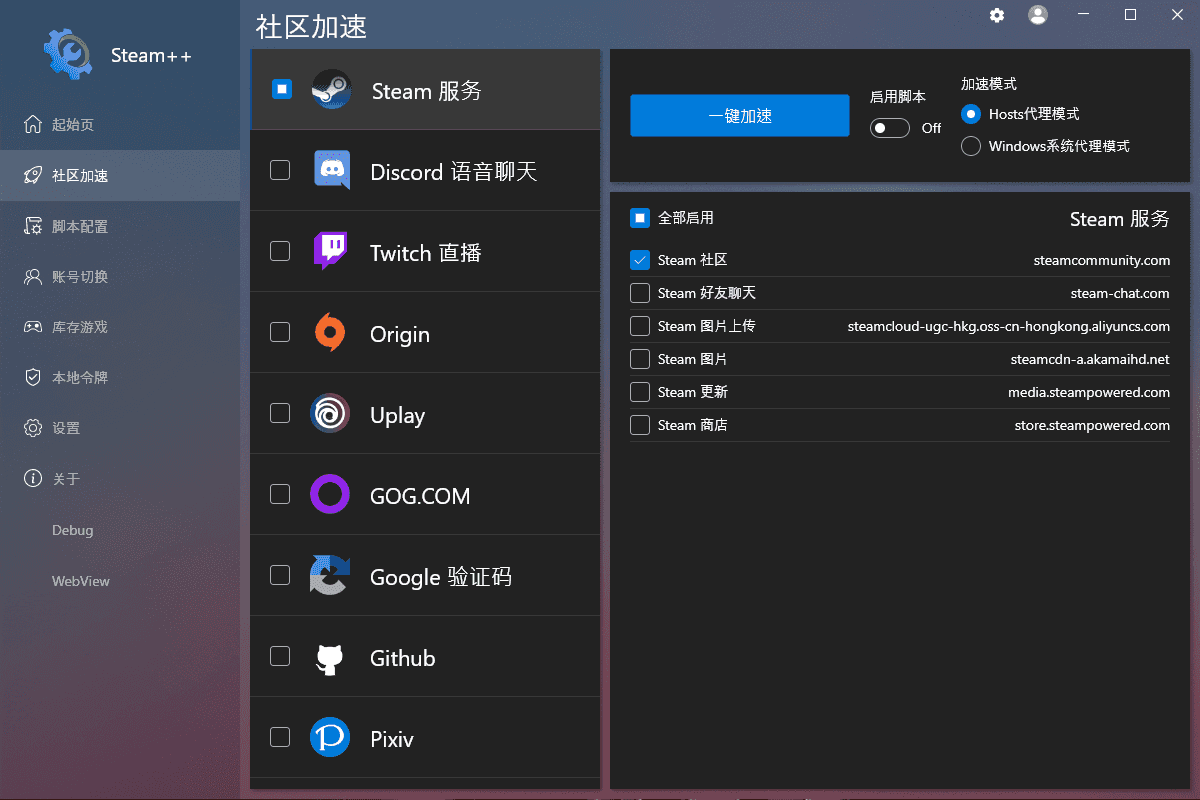 Steam++
起始页
社区加速
脚本配置
账号切换
库存游戏
本地令牌
设置
关于
Debug
WebView
社区加速
Steam 服务
Discord 语音聊天
Twitch 直播
Origin
Uplay
GOG.COM
Google 验证码
Github
Pixiv
一键加速
启用脚本
Off
加速模式
Hosts代理模式
Windows系统代理模式
全部启用 Steam 服务
Steam 社区 steamcommunity.com
Steam 好友聊天 steam-chat.com
Steam 图片上传 steamcloud-ugc-hkg.oss-cn-hongkong.aliyuncs.com
Steam 图片 steamcdn-a.akamaihd.net
Steam 更新 media.steampowered.com
Steam 商店 store.steampowered.com